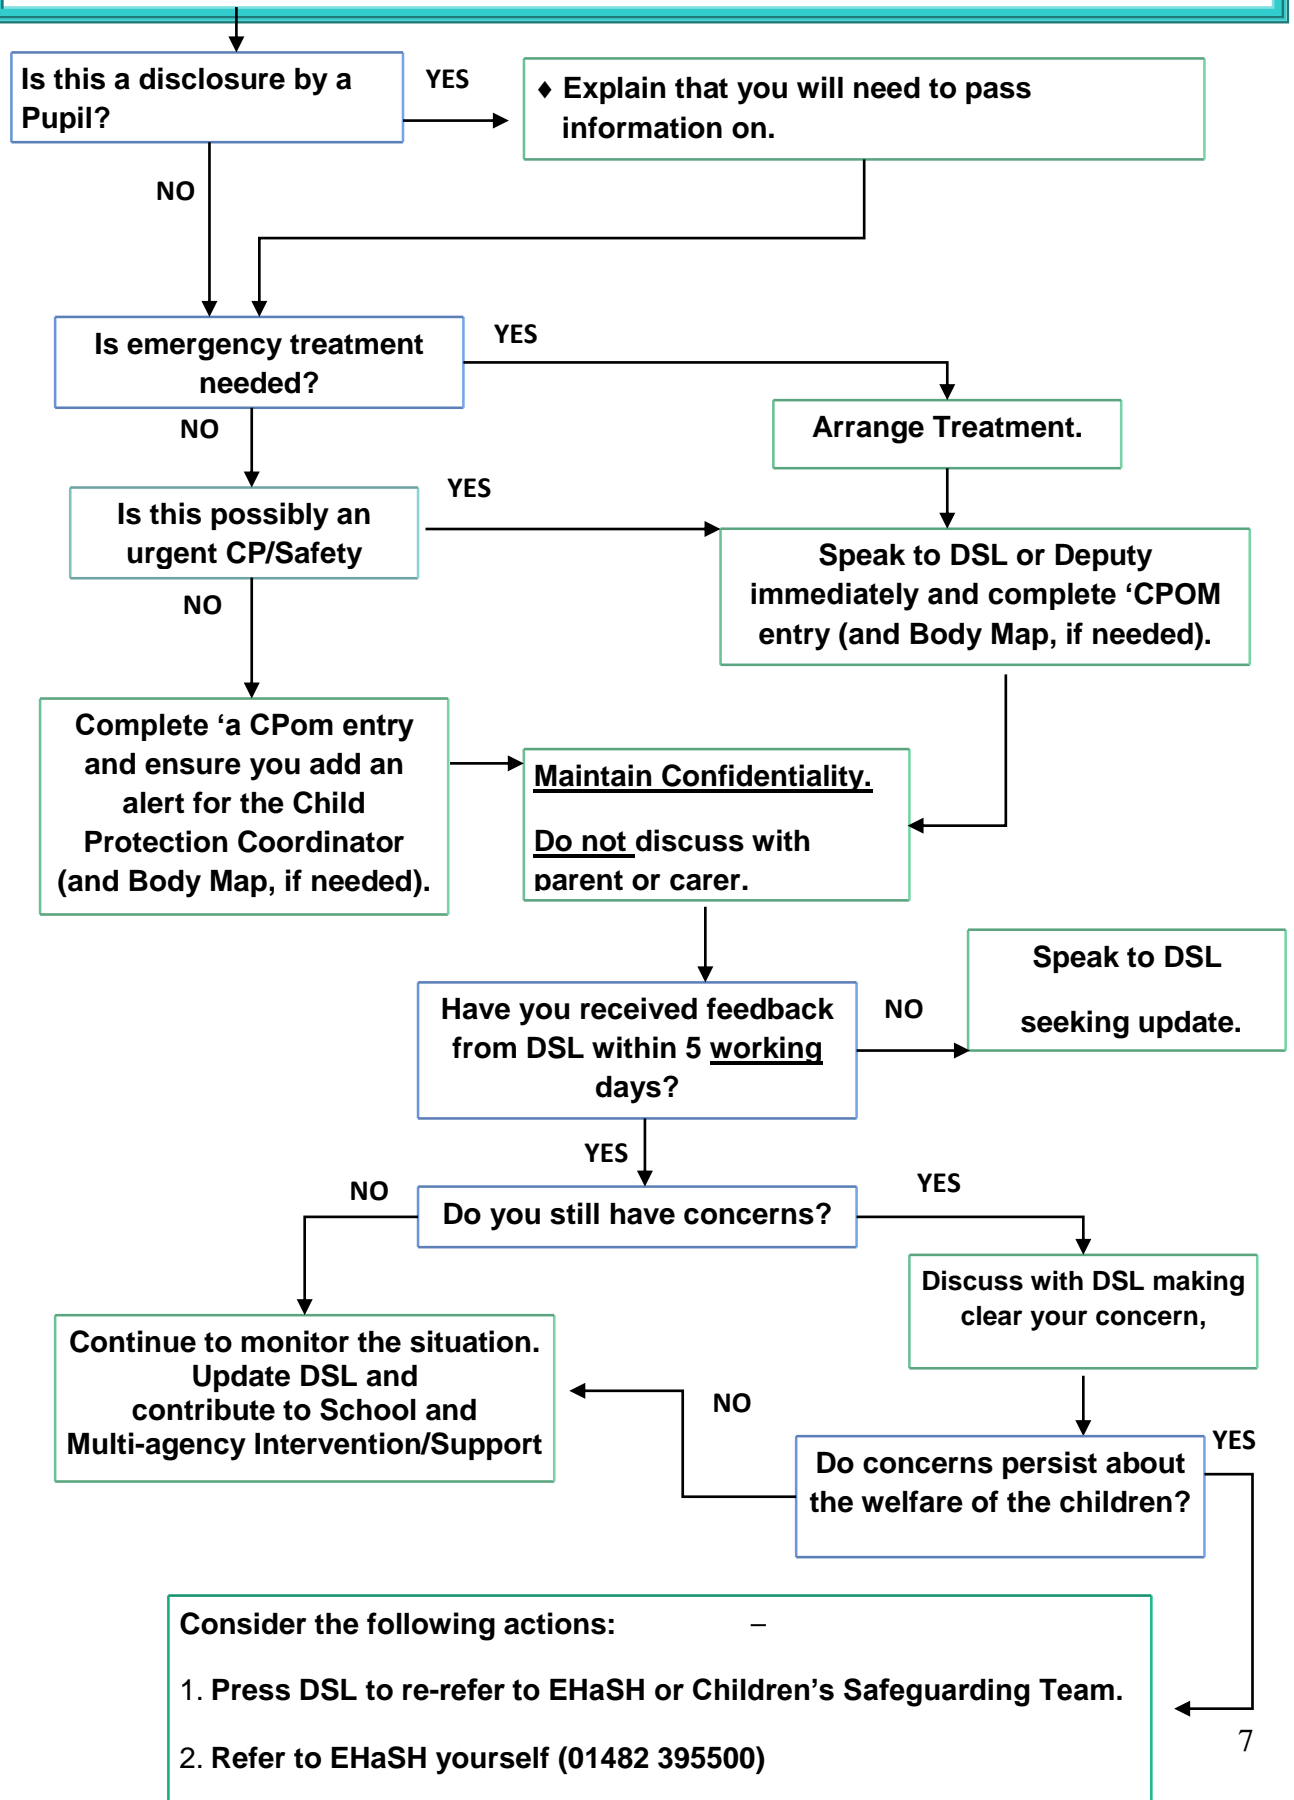 Is this a disclosure by a
Pupil?
YES
♦ Explain that you will need to pass
information on.
NO
Is emergency treatment
needed?
YES
NO
Arrange Treatment.
Is this possibly an
urgent CP/Safety
YES
NO
Speak to DSL or Deputy
immediately and complete ‘CPOM
entry (and Body Map, if needed).
Complete ‘a CPom entry
and ensure you add an
alert for the Child
Protection Coordinator
(and Body Map, if needed).
Maintain Confidentiality.
Do not discuss with
parent or carer.
Have you received feedback
from DSL within 5 working
days?
NO
Speak to DSL
seeking update.
YES
Do you still have concerns?
NO
YES
Discuss with DSL making
clear your concern,
Continue to monitor the situation.
Update DSL and
contribute to School and
Multi-agency Intervention/Support
NO
Do concerns persist about
the welfare of the children?
YES
Consider the following actions: –
1. Press DSL to re-refer to EHaSH or Children’s Safeguarding Team.
2. Refer to EHaSH yourself (01482 395500)
7